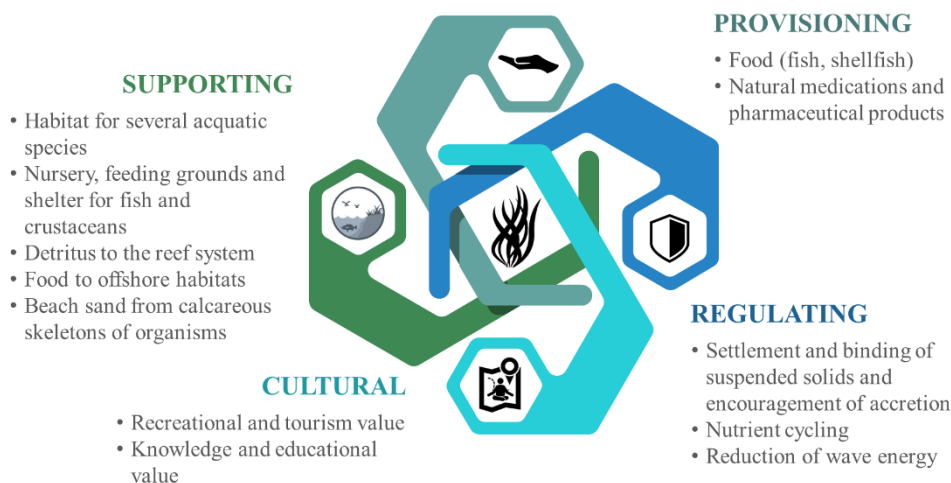 PROVISIONING
• Food (fish, shellfish)
• Natural medications and
pharmaceutical products
SUPPORTING
• Habitat for several acquatic
species
• Nursery, feeding grounds and
shelter for fish and
crustaceans
• Detritus to the reef system
• Food to offshore habitats
• Beach sand from calcareous
skeletons of organisms
REGULATING
• Settlement and binding of
suspended solids and
encouragement of accretion
• Nutrient cycling
• Reduction of wave energy
CULTURAL
• Recreational and tourism value
• Knowledge and educational
value